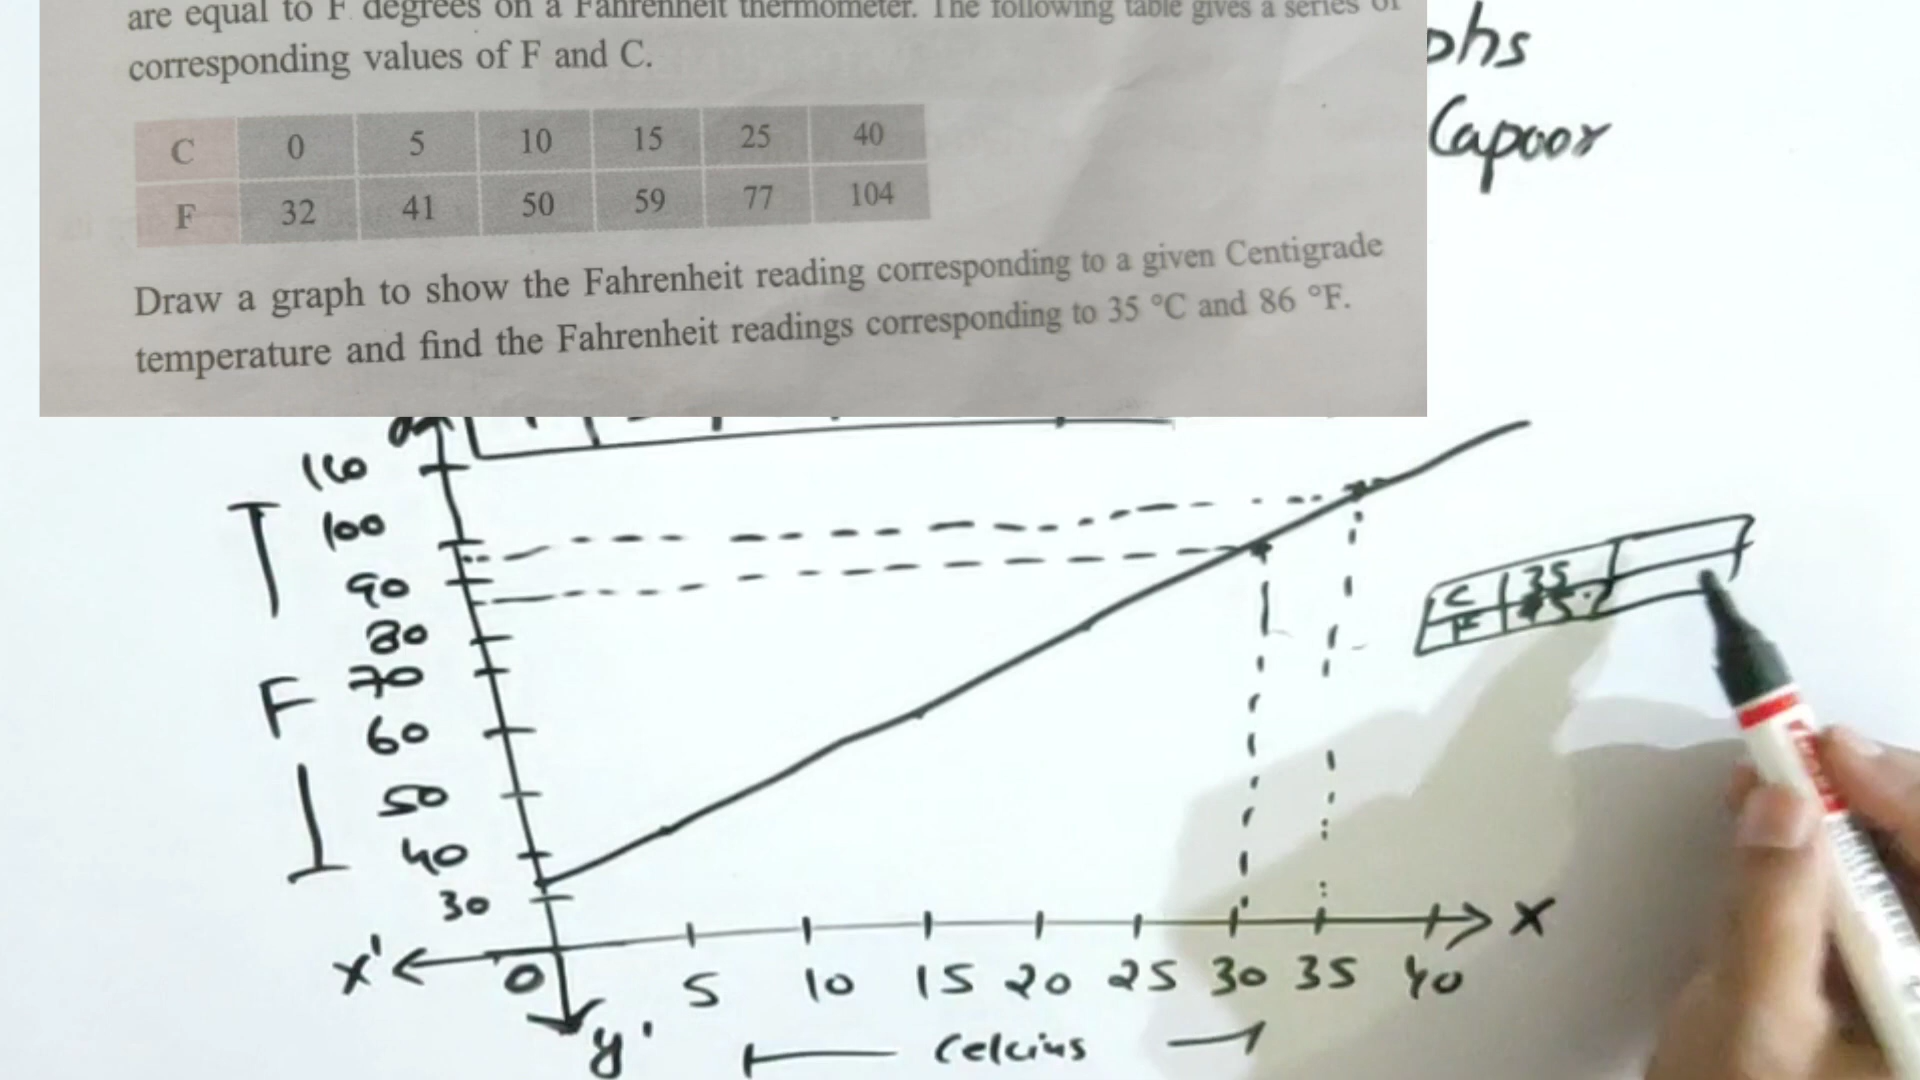 are equal to F degrees on a Fahrenheit thermometer. The following table gives a series of
corresponding values of F and C.
C 0 5 10 15 25 40
F 32 41 50 59 77 104
Draw a graph to show the Fahrenheit reading corresponding to a given Centigrade
temperature and find the Fahrenheit readings corresponding to 35 °C and 86 °F.
phs
Capoor
110
100
90
80
70
60
50
40
30
F
C 35
F
X' 0 5 10 15 20 25 30 35 40 X
y'
Celcius